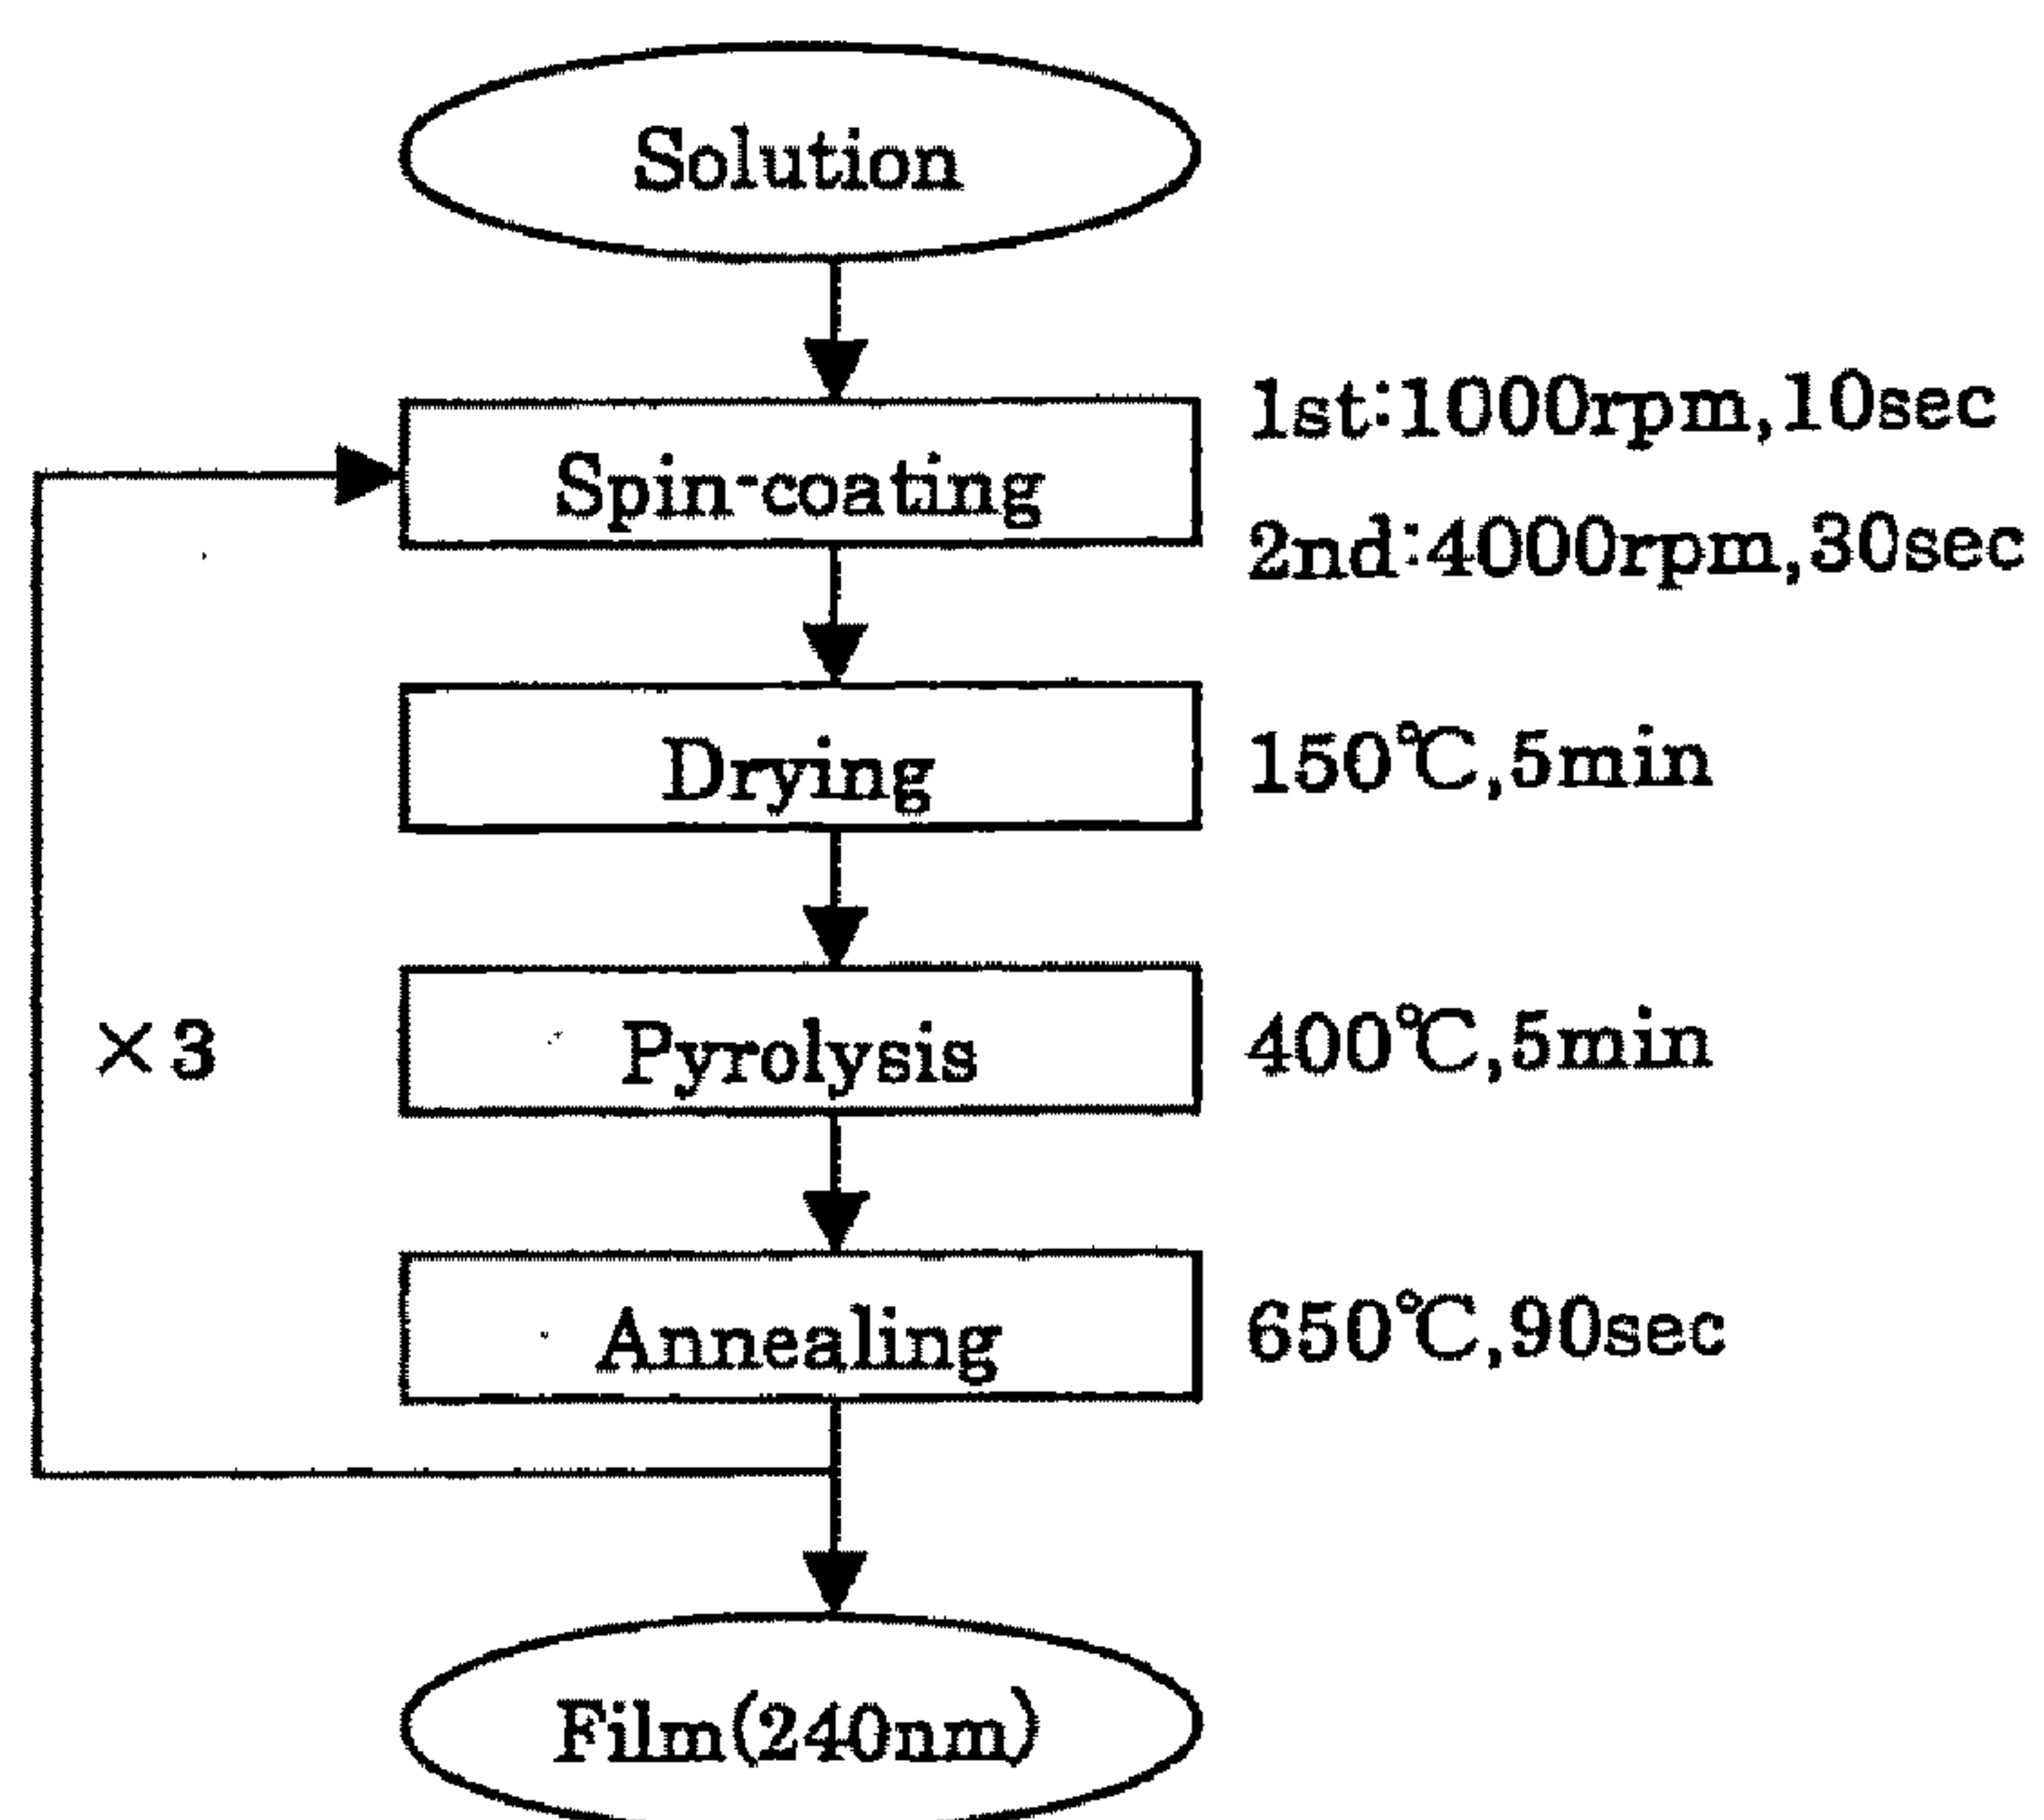 Solution
Spin-coating
1st:1000rpm,10sec
2nd:4000rpm,30sec
Drying
150℃,5min
×3
Pyrolysis
400℃,5min
Annealing
650℃,90sec
Film(240nm)